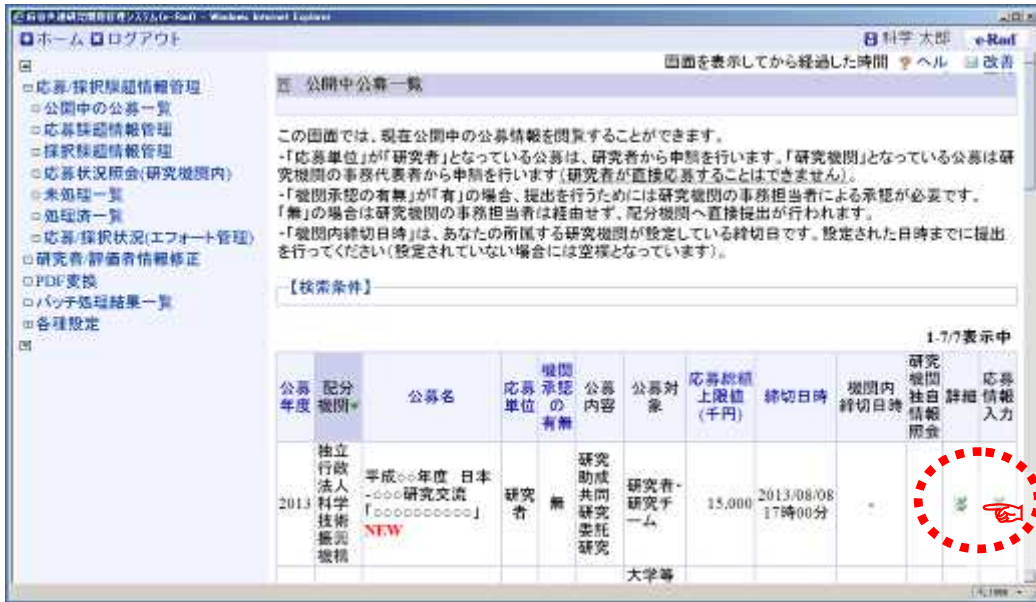 府省共通研究開発管理システム(e-Rad) - Windows Internet Explorer
ホーム ログアウト
科学 太郎 e-Rad
画面を表示してから経過した時間 ヘル 改善
応募/採択課題情報管理
公開中の公募一覧
応募課題情報管理
採択課題情報管理
応募状況照会(研究機関内)
未処理一覧
処理済一覧
応募/採択状況(エフォート管理)
研究者/評価者情報修正
PDF変換
バッチ処理結果一覧
各種設定
公開中公募一覧
この画面では、現在公開中の公募情報を閲覧することができます。
・「応募単位」が「研究者」となっている公募は、研究者から申請を行います。「研究機関」となっている公募は研
究機関の事務代表者から申請を行います(研究者が直接応募することはできません)。
・「機関承認の有無」が「有」の場合、提出を行うためには研究機関の事務担当者による承認が必要です。
「無」の場合は研究機関の事務担当者は経由せず、配分機関へ直接提出が行われます。
・「機関内締切日時」は、あなたの所属する研究機関が設定している締切日です。設定された日時までに提出
を行ってください(設定されていない場合には空欄となっています)。
【検索条件】
1-7/7表示中
公募
年度
配分
機関
公募名
応募
単位
機関
承認
の
有無
公募
内容
公募対
象
応募総額
上限値
(千円)
締切日時
機関内
締切日時
研究
機関
独自
情報
照会
詳細
応募
情報
入力
2013
独立
行政
法人
科学
技術
振興
機構
平成○○年度 日本
-○○○研究交流
「○○○○○○○○○○」
NEW
研究
者
無
研究
助成
共同
研究
委託
研究
研究者・
研究チ
ーム
15,000
2013/08/08
17時00分
-
大学等